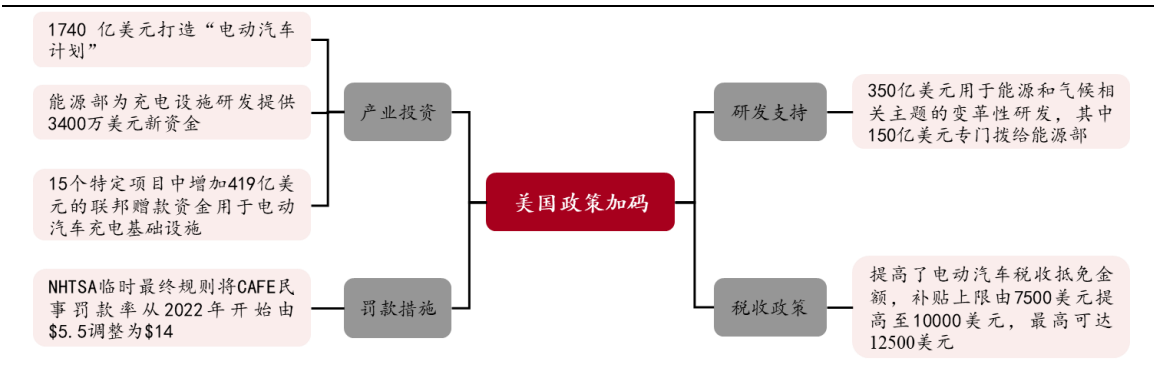 1740 亿美元打造“电动汽车
计划”
能源部为充电设施研发提供
3400万美元新资金
15个特定项目中增加419亿美
元的联邦赠款资金用于电动
汽车充电基础设施
产业投资
NHTSA临时最终规则将CAFE民
事罚款率从2022年开始由
$5.5调整为$14
罚款措施
美国政策加码
研发支持
350亿美元用于能源和气候相
关主题的变革性研发，其中
150亿美元专门拨给能源部
税收政策
提高了电动汽车税收抵免金
额，补贴上限由7500美元提
高至10000美元，最高可达
12500美元